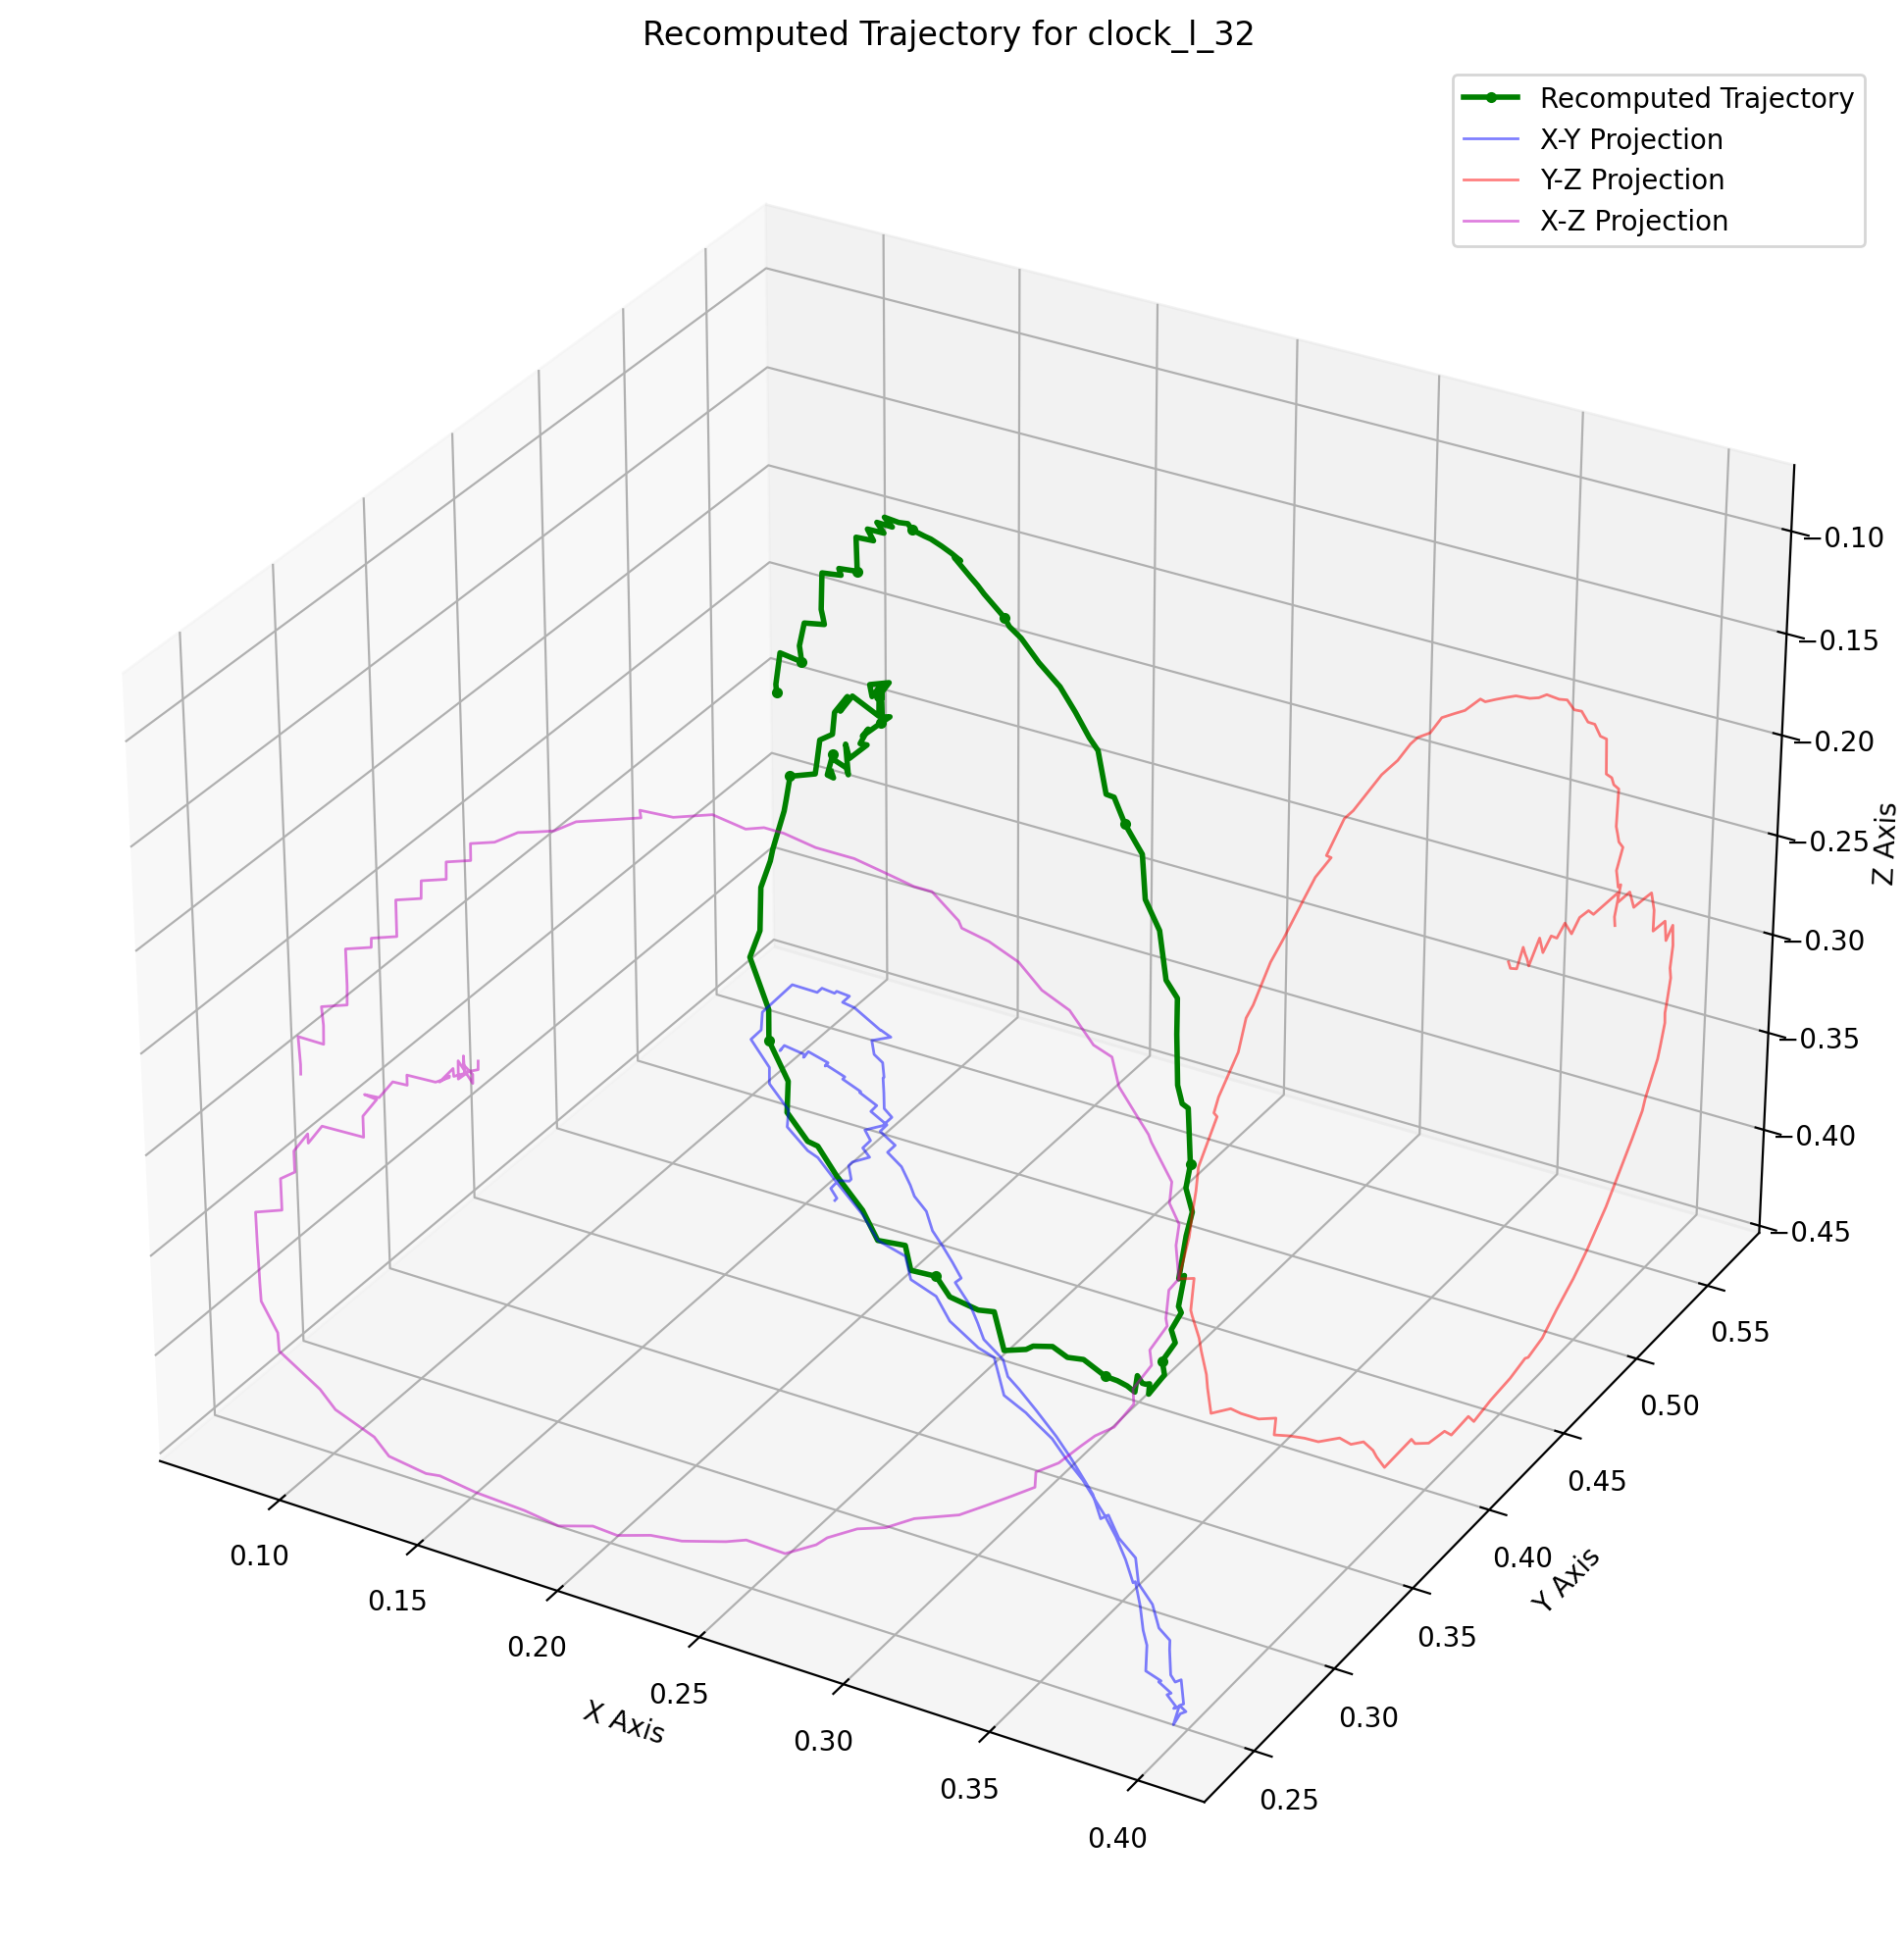 Recomputed Trajectory for clock_l_32
Recomputed Trajectory
X-Y Projection
Y-Z Projection
X-Z Projection
−0.10
−0.15
−0.20
−0.25
−0.30
−0.35
−0.40
−0.45
Z Axis
0.55
0.50
0.45
0.40
0.35
0.30
0.25
Y Axis
0.10
0.15
0.20
0.25
0.30
0.35
0.40
X Axis